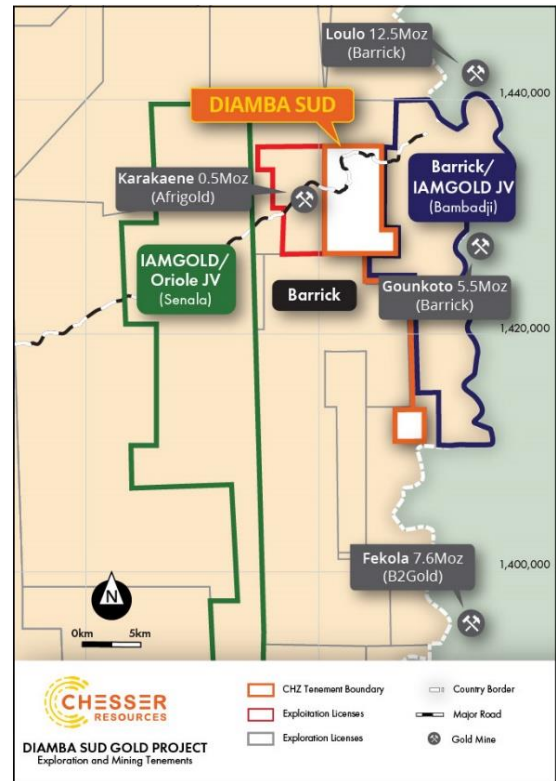 Loulo 12.5Moz
(Barrick)
1,440,000
DIAMBA SUD
Karakaene 0.5Moz
(Afrigold)
Barrick/
IAMGOLD JV
(Bambadji)
IAMGOLD/
Oriole JV
(Senala)
Barrick
Gounkoto 5.5Moz
(Barrick)
1,420,000
Fekola 7.6Moz
(B2Gold)
1,400,000
N
0km 5km
CHESSER
RESOURCES
DIAMBA SUD GOLD PROJECT
Exploration and Mining Tenements
CHZ Tenement Boundary
Exploitation Licenses
Exploration Licenses
Country Border
Major Road
Gold Mine